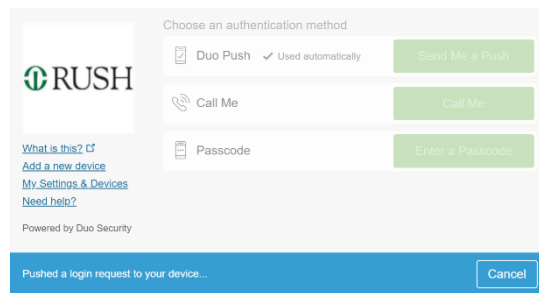 Choose an authentication method
Duo Push ✓ Used automatically
Send Me a Push
RUSH
Call Me
Call Me
Passcode
Enter a Passcode
What is this?
Add a new device
My Settings & Devices
Need help?
Powered by Duo Security
Pushed a login request to your device...
Cancel